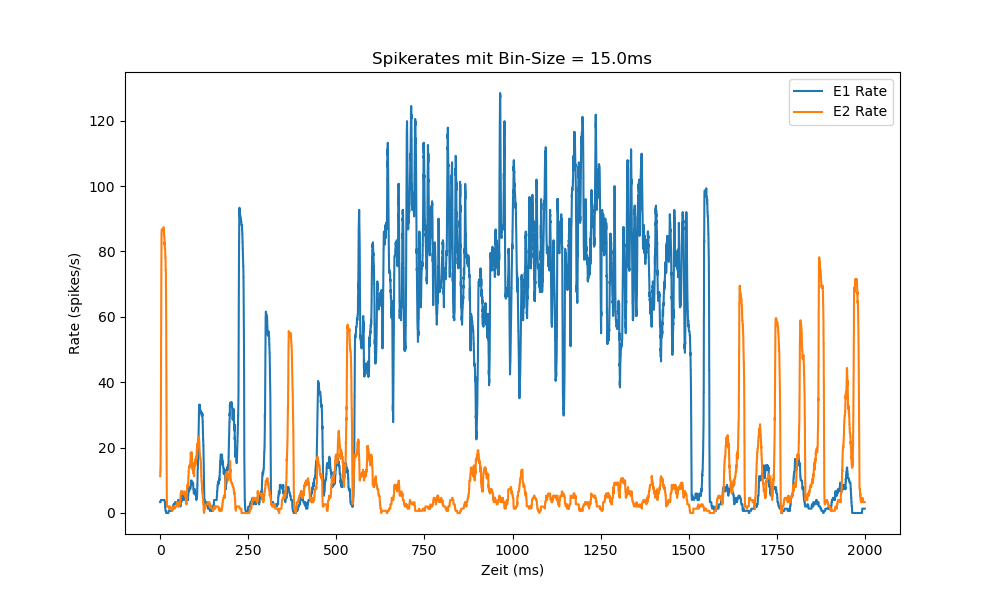 Spikerates mit Bin-Size = 15.0ms
E1 Rate
E2 Rate
Rate (spikes/s)
120
100
80
60
40
20
0
0 250 500 750 1000 1250 1500 1750 2000
Zeit (ms)